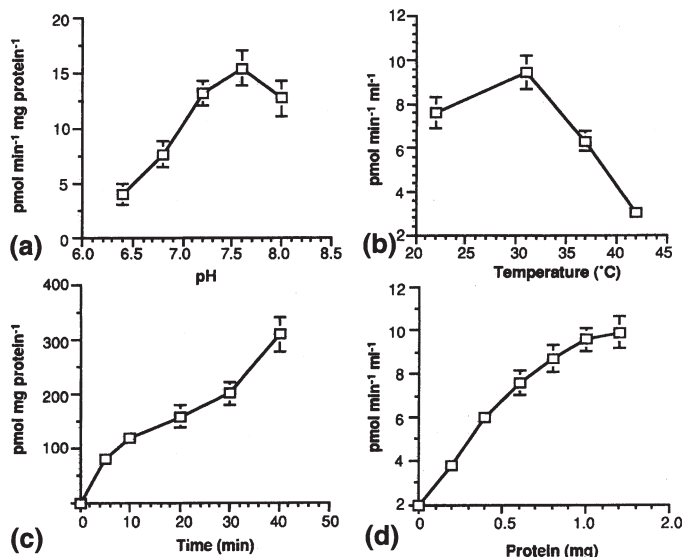 20
15
10
5
0
6.0 6.5 7.0 7.5 8.0 8.5
pH
pmol min⁻¹ mg protein⁻¹
(a)
12
10
8
6
4
2
20 25 30 35 40 45
Temperature (°C)
pmol min⁻¹ ml⁻¹
(b)
400
300
200
100
0 10 20 30 40 50
Time (min)
pmol mg protein⁻¹
(c)
12
10
8
6
4
2
0 0.5 1.0 2.0
Protein (mg)
pmol min⁻¹ ml⁻¹
(d)